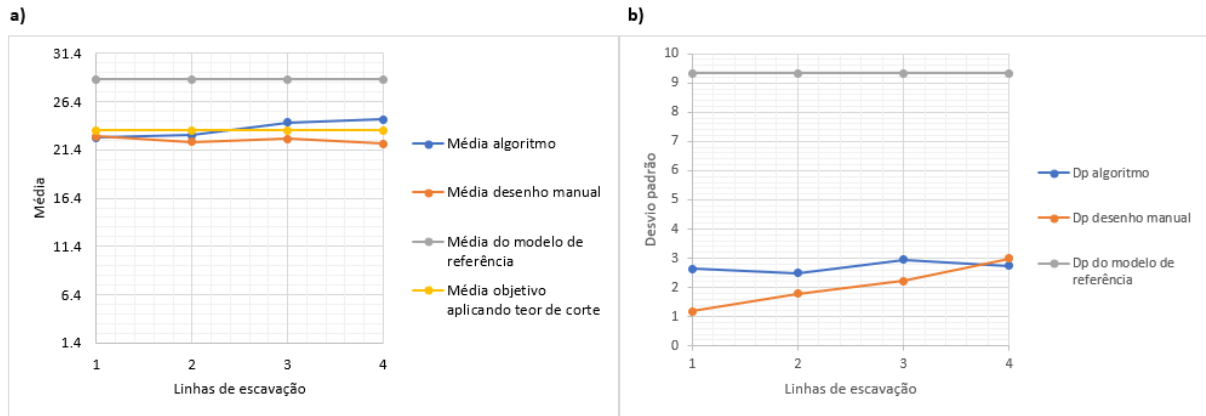 a)
31.4
26.4
21.4
16.4
11.4
6.4
1.4
Média
1
2
3
4
Linhas de escavação
Média algoritmo
Média desenho manual
Média do modelo de
referência
Média objetivo
aplicando teor de corte
b)
10
9
8
7
6
5
4
3
2
1
0
Desvio padrão
1
2
3
4
Linhas de escavação
Dp algoritmo
Dp desenho manual
Dp do modelo de
referência